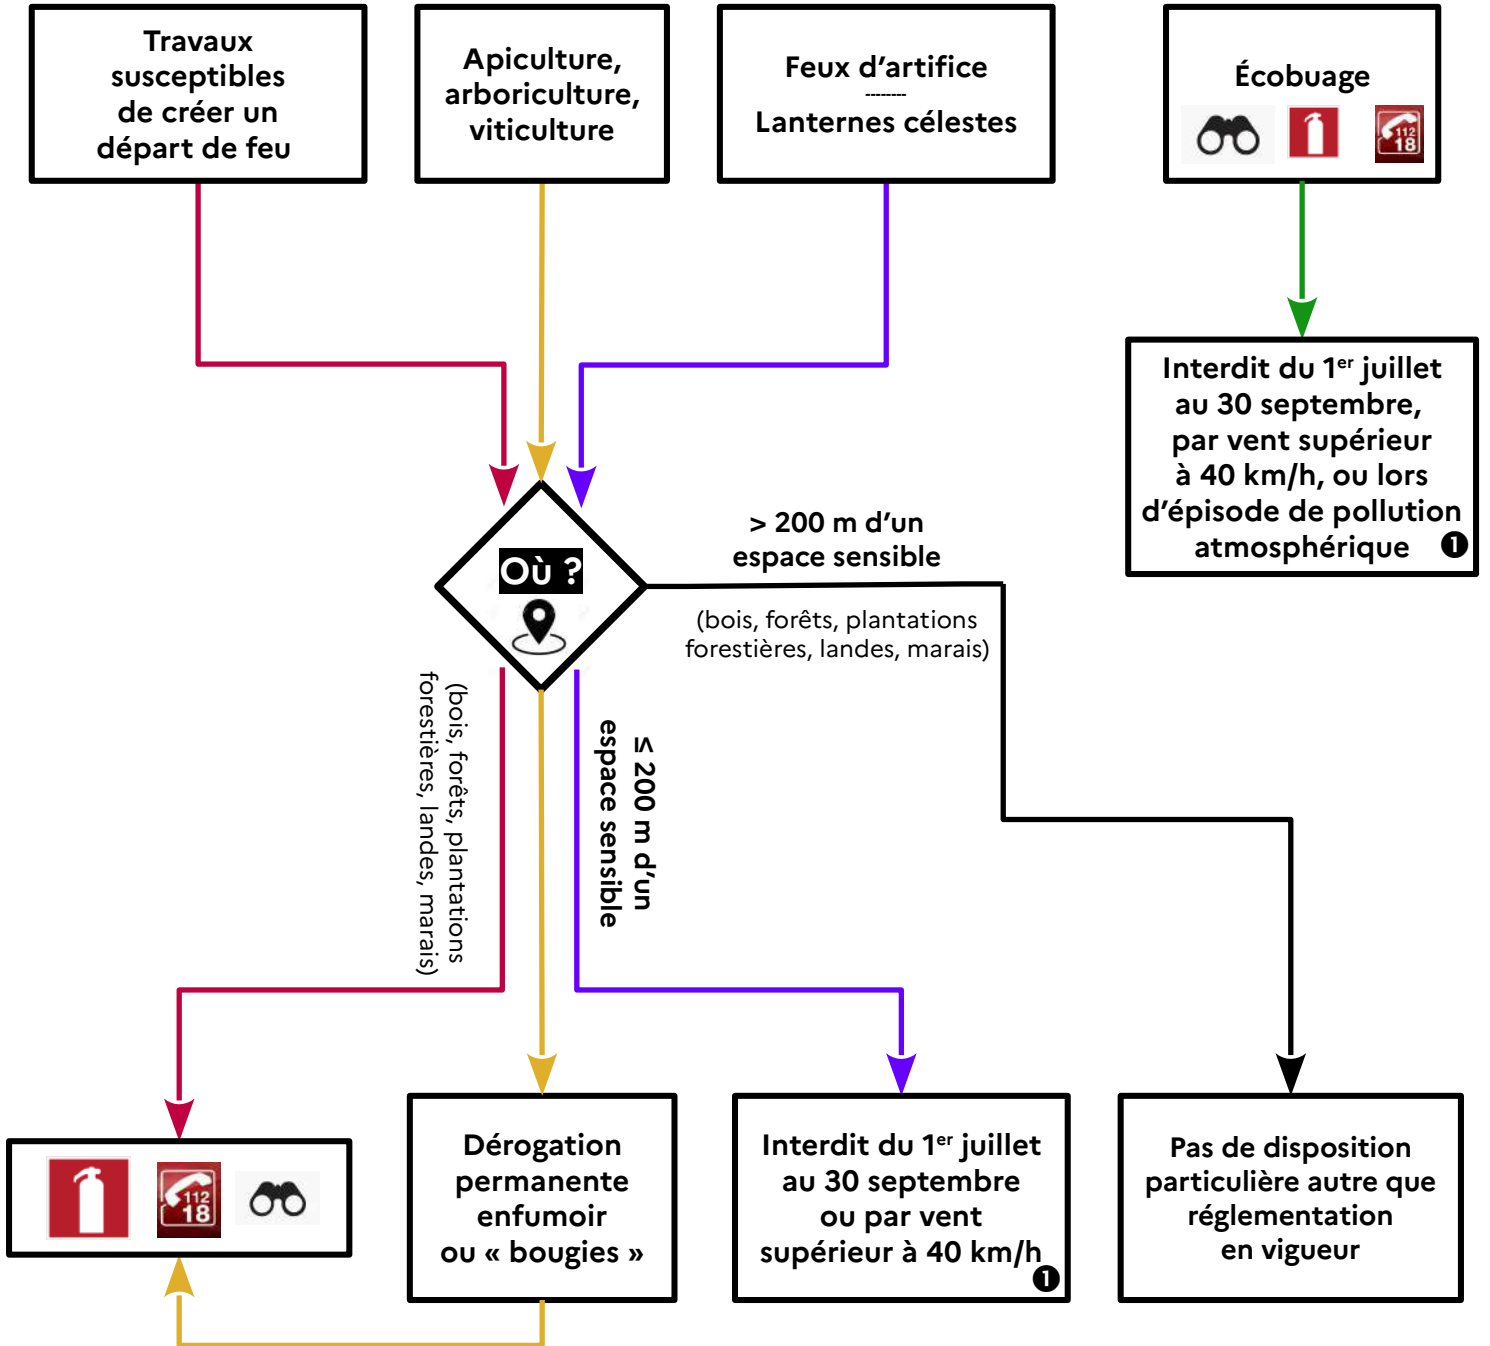 Travaux
susceptibles
de créer un
départ de feu
Apiculture,
arboriculture,
viticulture
Feux d'artifice
--------
Lanternes célestes
Écobuage
112
18
Interdit du 1er juillet
au 30 septembre,
par vent supérieur
à 40 km/h, ou lors
d'épisode de pollution
atmosphérique ❶
Où ?
> 200 m d'un
espace sensible
(bois, forêts, plantations
forestières, landes, marais)
(bois, forêts, plantations
forestières, landes, marais)
≤ 200 m d'un
espace sensible
112
18
Dérogation
permanente
enfumoir
ou « bougies »
Interdit du 1er juillet
au 30 septembre
ou par vent
supérieur à 40 km/h
❶
Pas de disposition
particulière autre que
réglementation
en vigueur